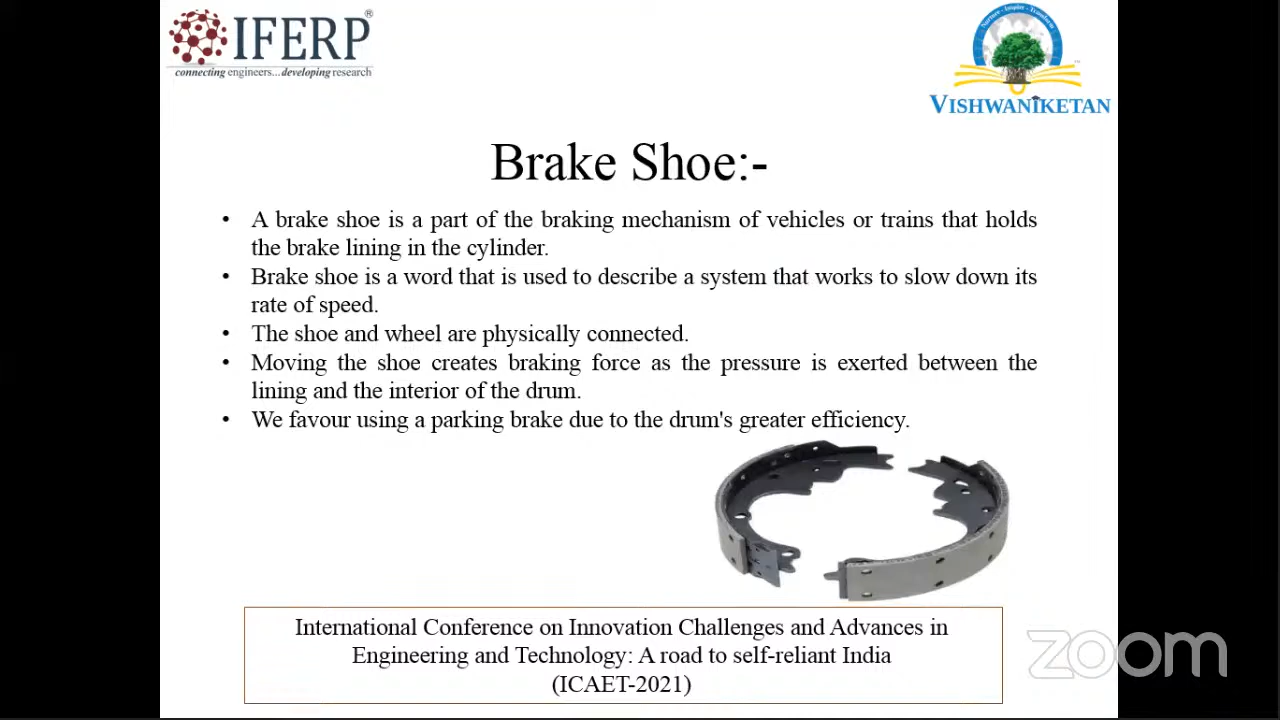 IFERP®
connecting engineers...developing research
Nurture - Inspire - Transform
VISHWANIKETAN
Brake Shoe:-
• A brake shoe is a part of the braking mechanism of vehicles or trains that holds
the brake lining in the cylinder.
• Brake shoe is a word that is used to describe a system that works to slow down its
rate of speed.
• The shoe and wheel are physically connected.
• Moving the shoe creates braking force as the pressure is exerted between the
lining and the interior of the drum.
• We favour using a parking brake due to the drum's greater efficiency.
International Conference on Innovation Challenges and Advances in
Engineering and Technology: A road to self-reliant India
(ICAET-2021)
zoom